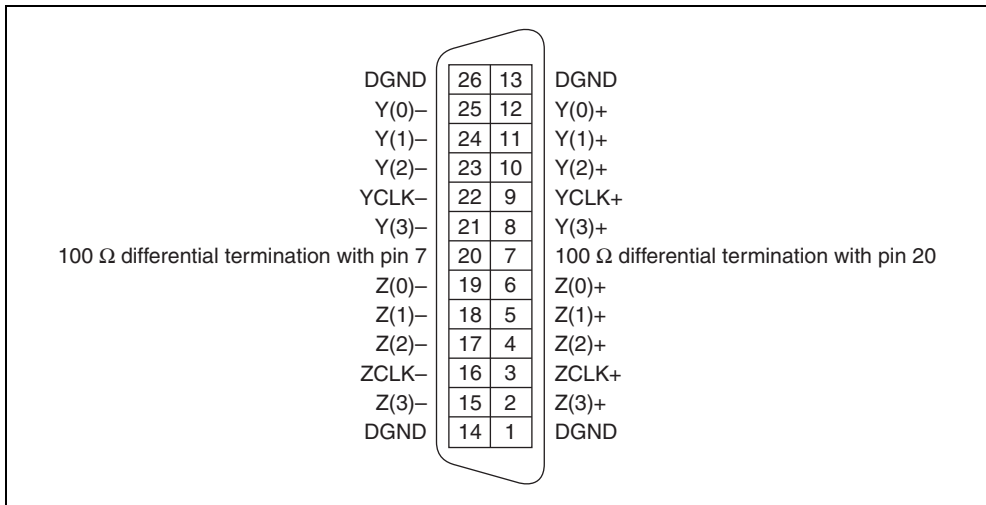 DGND 26 13 DGND
Y(0)– 25 12 Y(0)+
Y(1)– 24 11 Y(1)+
Y(2)– 23 10 Y(2)+
YCLK– 22 9 YCLK+
Y(3)– 21 8 Y(3)+
100 Ω differential termination with pin 7 20 7 100 Ω differential termination with pin 20
Z(0)– 19 6 Z(0)+
Z(1)– 18 5 Z(1)+
Z(2)– 17 4 Z(2)+
ZCLK– 16 3 ZCLK+
Z(3)– 15 2 Z(3)+
DGND 14 1 DGND